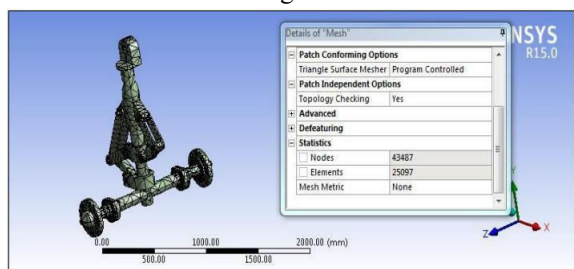 Details of "Mesh"
NSYS
R15.0
Patch Conforming Options
Triangle Surface Mesher Program Controlled
Patch Independent Options
Topology Checking Yes
Advanced
Defeaturing
Statistics
Nodes 43487
Elements 25097
Mesh Metric None
Y
Z X
0.00 1000.00 2000.00 (mm)
500.00 1500.00